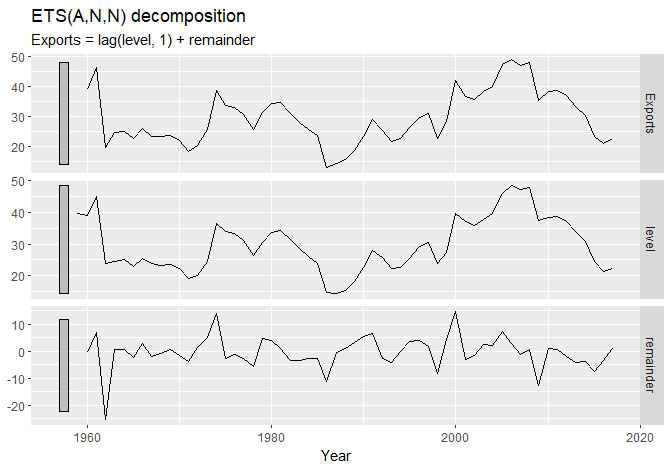 ETS(A,N,N) decomposition
Exports = lag(level, 1) + remainder
50
40
30
20
Exports
50
40
30
20
level
10
0
-10
-20
remainder
1960
1980
2000
2020
Year